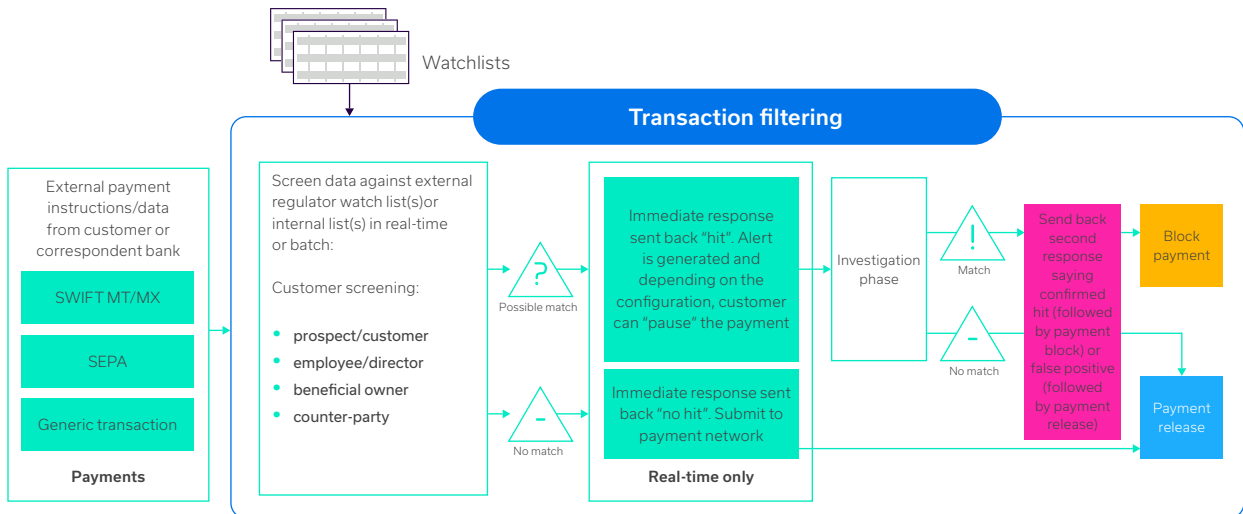 Watchlists
Transaction filtering
External payment
instructions/data
from customer or
correspondent bank
SWIFT MT/MX
SEPA
Generic transaction
Payments
Screen data against external
regulator watch list(s)or
internal list(s) in real-time
or batch:
Customer screening:
• prospect/customer
• employee/director
• beneficial owner
• counter-party
?
Possible match
-
No match
Immediate response
sent back "hit". Alert
is generated and
depending on the
configuration, customer
can "pause" the payment
Immediate response sent
back "no hit". Submit to
payment network
Real-time only
Investigation
phase
!
Match
-
No match
Send back
second
response
saying
confirmed
hit (followed
by payment
block) or
false positive
(followed
by payment
release)
Block
payment
Payment
release